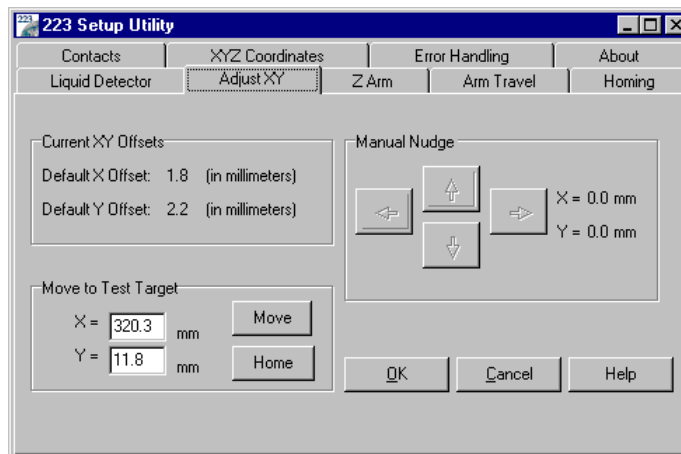 223 223 Setup Utility
Contacts XYZ Coordinates Error Handling About
Liquid Detector Adjust XY Z Arm Arm Travel Homing
Current XY Offsets
Default X Offset: 1.8 (in millimeters)
Default Y Offset: 2.2 (in millimeters)
Manual Nudge
X = 0.0 mm
Y = 0.0 mm
Move to Test Target
X = 320.3 mm Move
Y = 11.8 mm Home
OK Cancel Help